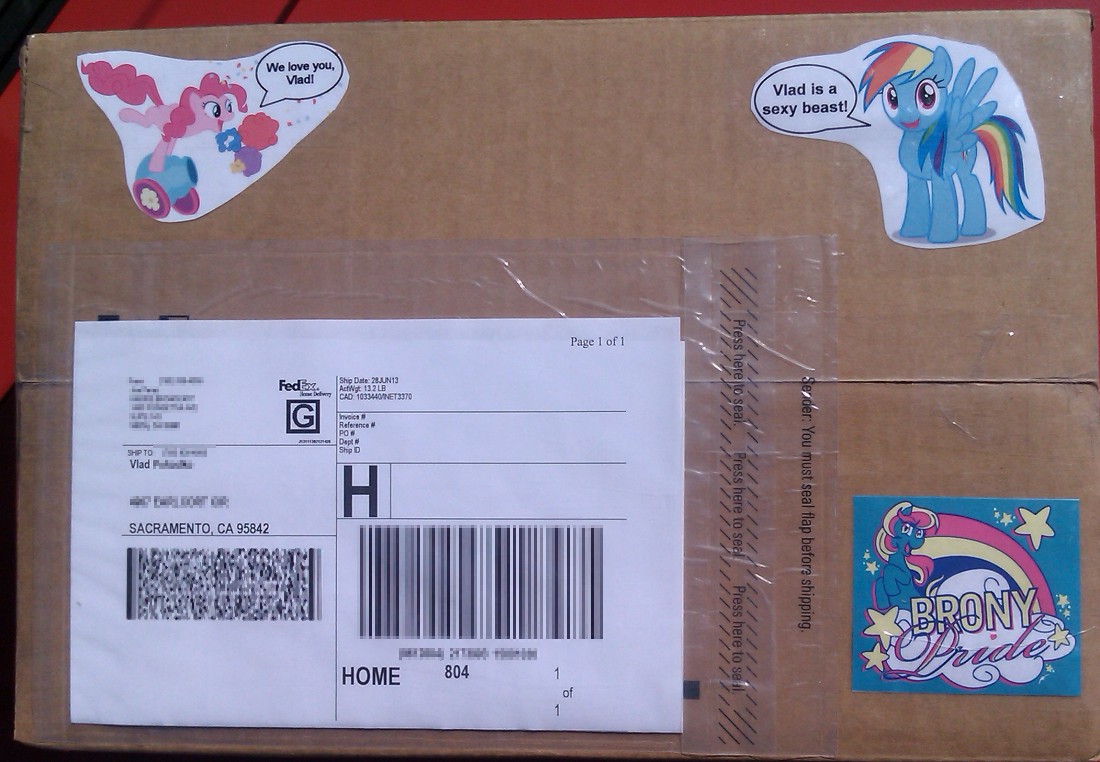 We love you,
Vlad!
Vlad is a
sexy beast!
Page 1 of 1
FedEx
Home Delivery
G
Ship Date: 28JUN13
ActWgt: 13.2 LB
CAD: 1033440/INET3370
Invoice #
Reference #
PO #
Dept #
Ship ID
SHIP TO:
Vlad
SACRAMENTO, CA 95842
H
HOME
804
1
of
1
Press here to seal. Press here to seal. Press here to seal.
Sender: You must seal flap before shipping.
BRONY
Pride